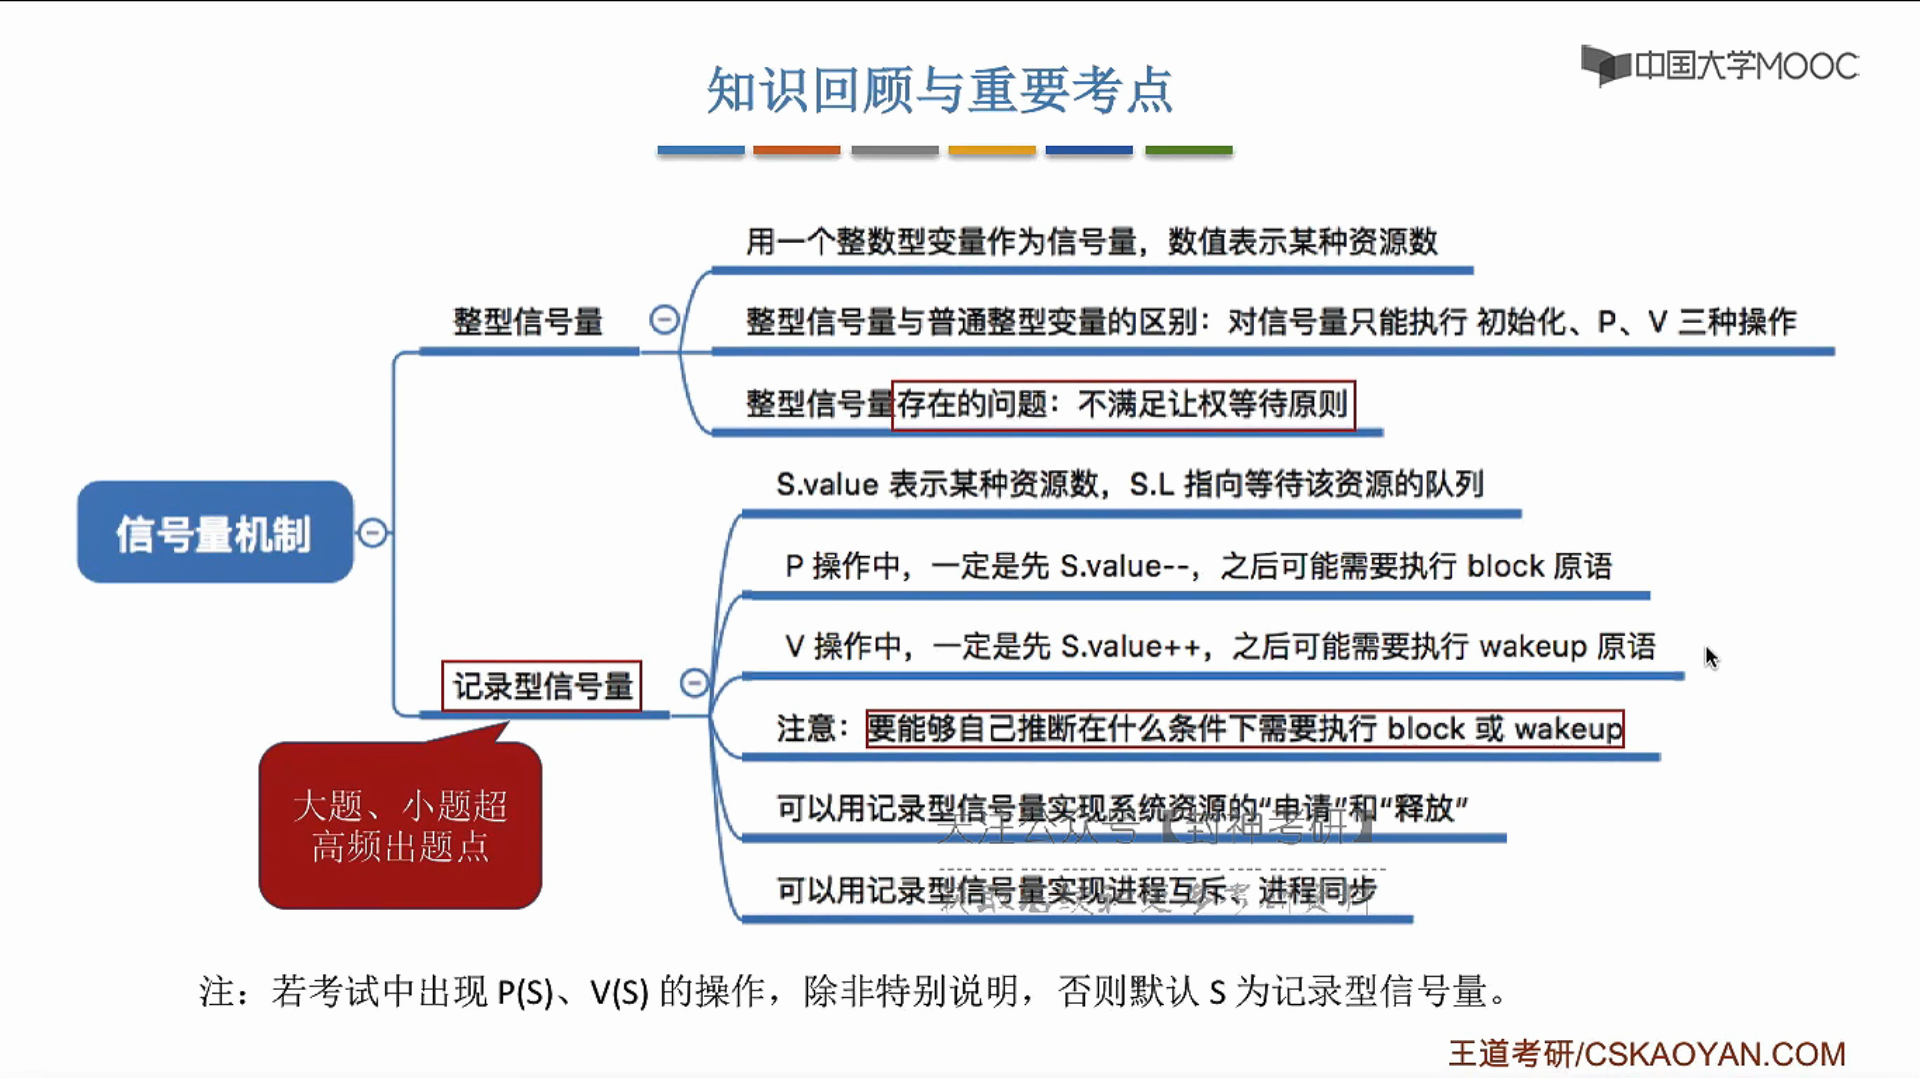 知识回顾与重要考点
中国大学MOOC
用一个整数型变量作为信号量，数值表示某种资源数
整型信号量
整型信号量与普通整型变量的区别：对信号量只能执行 初始化、P、V 三种操作
整型信号量存在的问题：不满足让权等待原则
S.value 表示某种资源数，S.L 指向等待该资源的队列
信号量机制
P 操作中，一定是先 S.value--，之后可能需要执行 block 原语
V 操作中，一定是先 S.value++，之后可能需要执行 wakeup 原语
记录型信号量
注意：要能够自己推断在什么条件下需要执行 block 或 wakeup
大题、小题超
高频出题点
可以用记录型信号量实现系统资源的“申请”和“释放”
关注公众号【封神考研】
可以用记录型信号量实现进程互斥、进程同步
注：若考试中出现 P(S)、V(S) 的操作，除非特别说明，否则默认 S 为记录型信号量。
王道考研/CSKAOYAN.COM